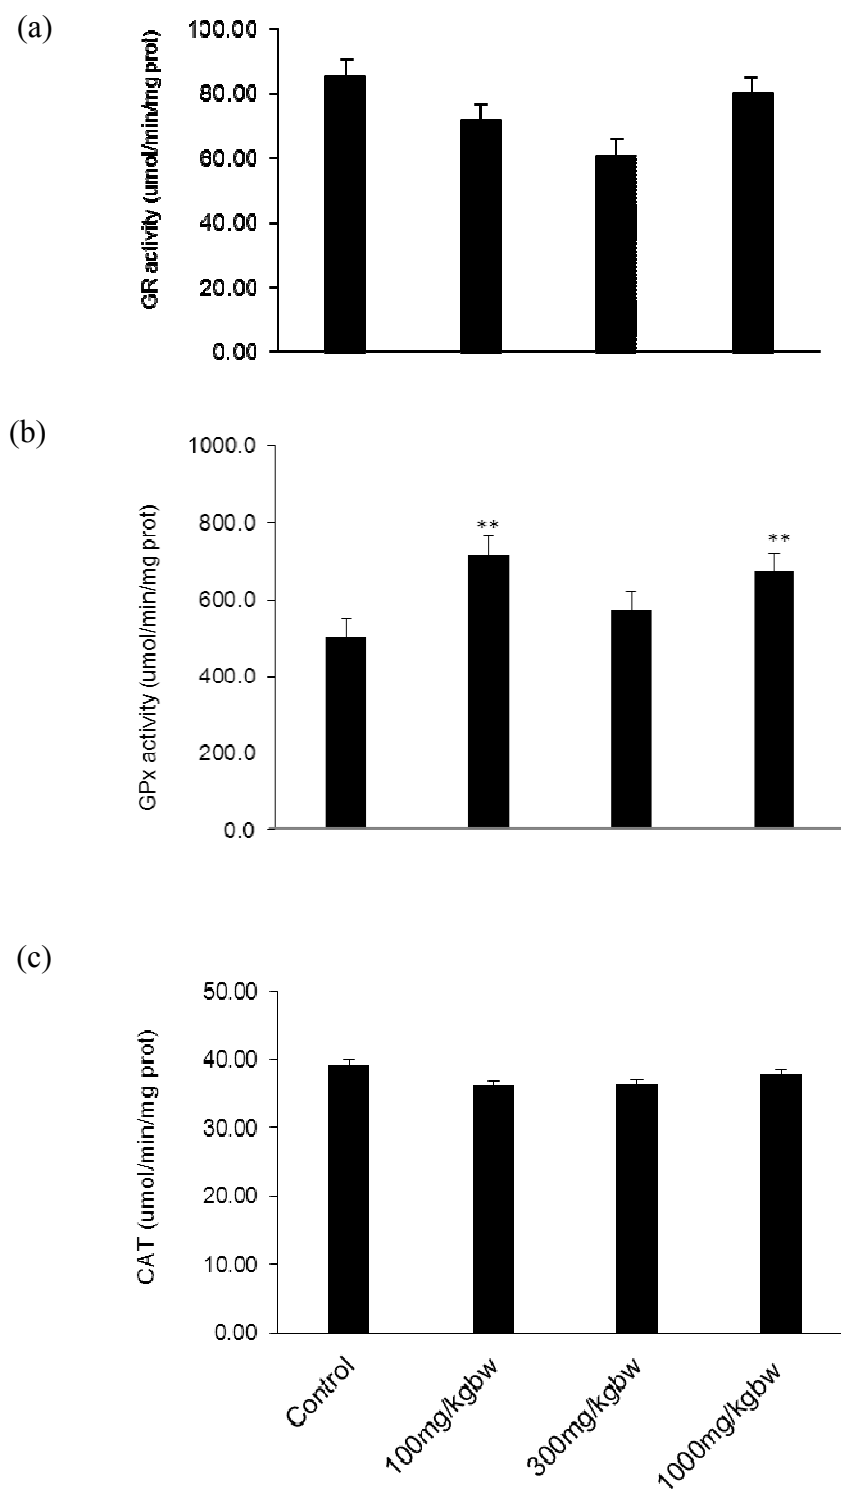 (a)
GR activity (umol/min/mg prot)
100.00
80.00
60.00
40.00
20.00
0.00
(b)
GPx activity (umol/min/mg prot)
1000.0
800.0
600.0
400.0
200.0
0.0
**
**
(c)
CAT (umol/min/mg prot)
50.00
40.00
30.00
20.00
10.00
0.00
Control
100mg/kgbw
300mg/kgbw
1000mg/kgbw